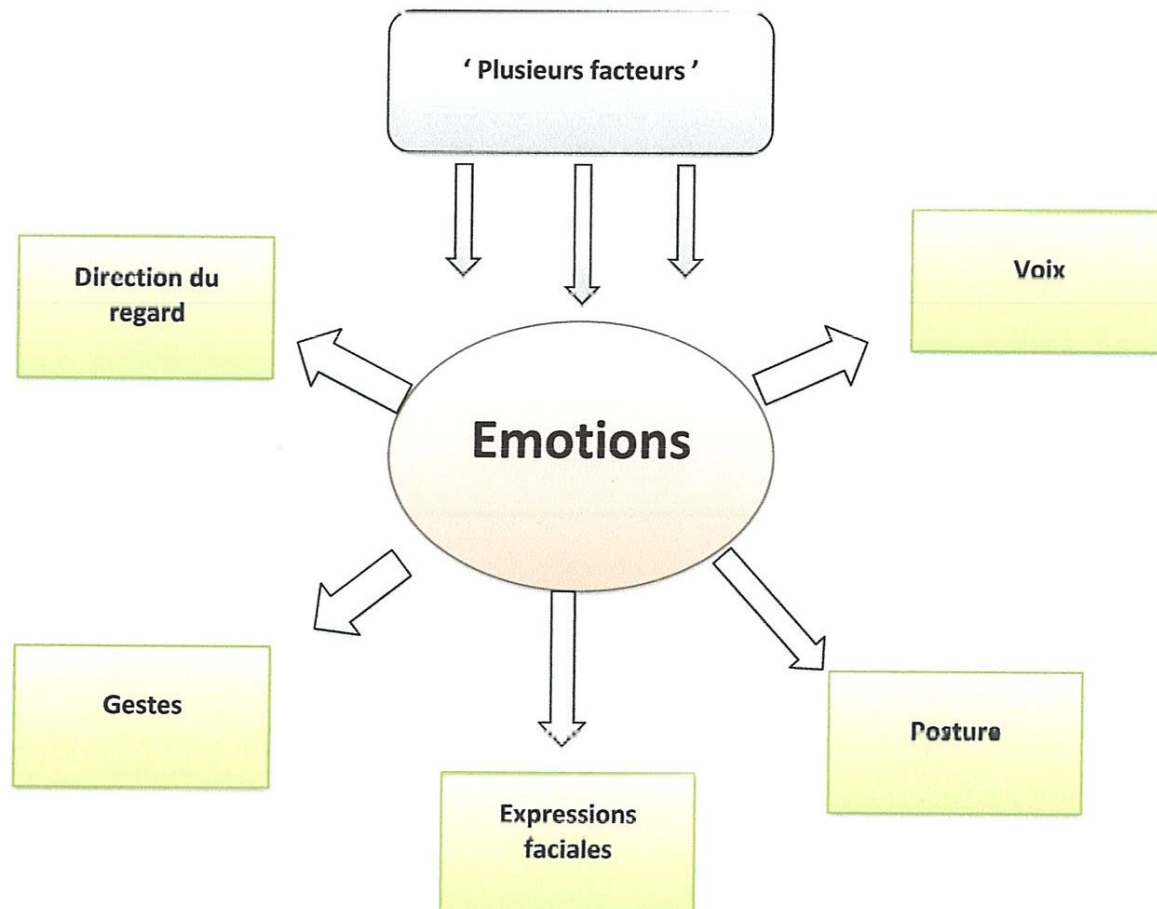 ‘ Plusieurs facteurs ’
Direction du
regard
Voix
Emotions
Gestes
Posture
Expressions
faciales